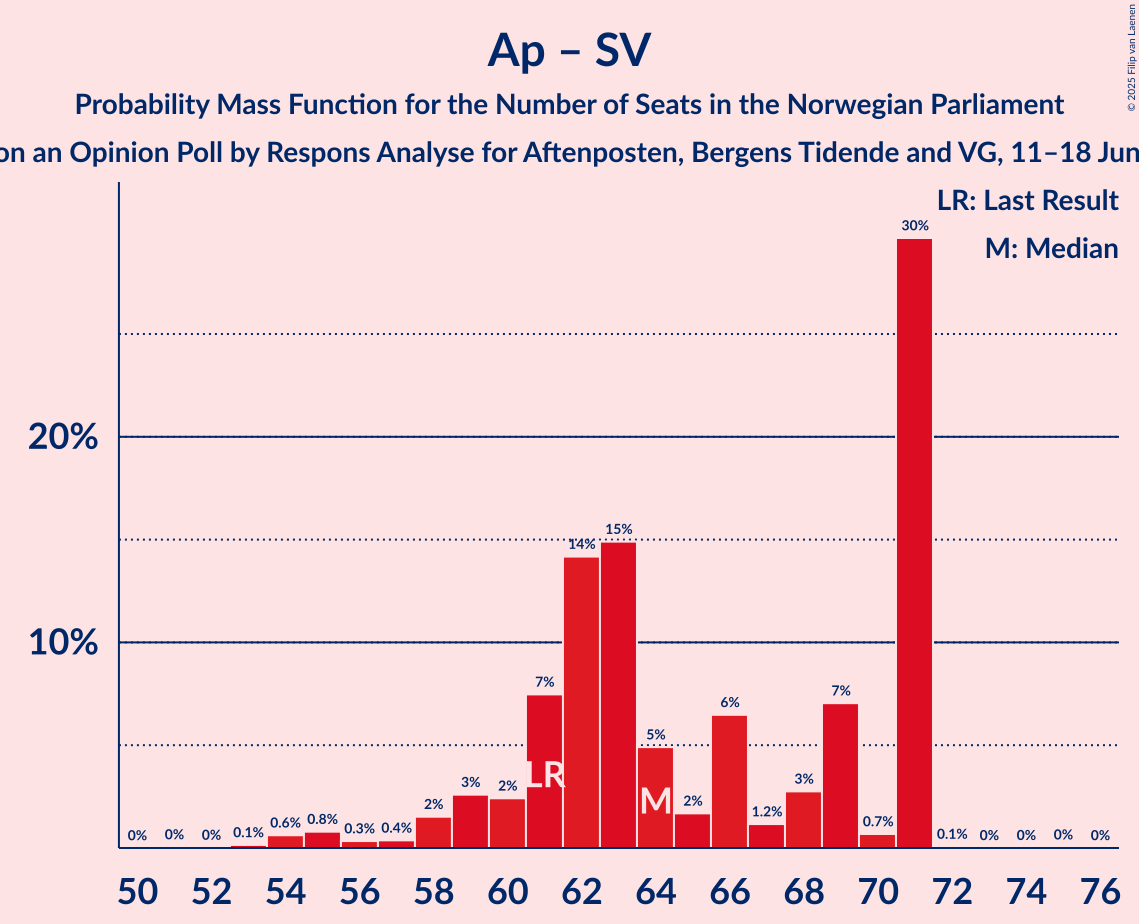 Ap – SV
Probability Mass Function for the Number of Seats in the Norwegian Parliament
on an Opinion Poll by Respons Analyse for Aftenposten, Bergens Tidende and VG, 11–18 Jun
© 2025 Filip van Laenen
LR: Last Result
M: Median
30%
20%
15%
14%
10%
7%
7%
6%
5%
LR
M
3%
2%
3%
2%
2%
1.2%
0.7%
0% 0% 0% 0.1% 0.6% 0.8% 0.3% 0.4%
0.1% 0% 0% 0% 0%
50 52 54 56 58 60 62 64 66 68 70 72 74 76